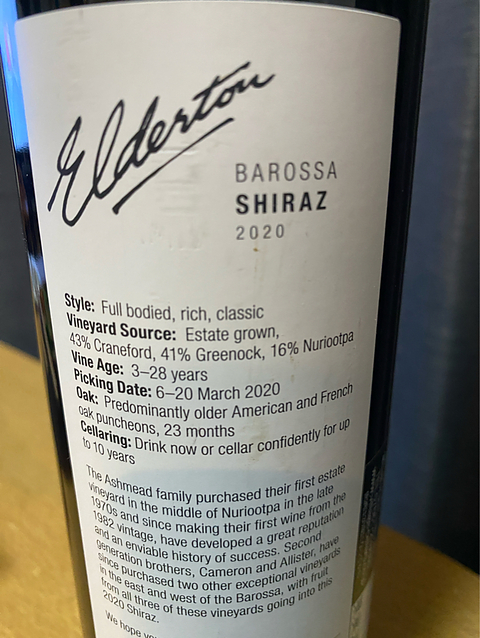 Elderton
BAROSSA
SHIRAZ
2020
Style: Full bodied, rich, classic
Vineyard Source: Estate grown,
43% Craneford, 41% Greenock, 16% Nuriootpa
Vine Age: 3–28 years
Picking Date: 6–20 March 2020
Oak: Predominantly older American and French
oak puncheons, 23 months
Cellaring: Drink now or cellar confidently for up
to 10 years
The Ashmead family purchased their first estate
vineyard in the middle of Nuriootpa in the late
1970s and since making their first wine from the
1982 vintage, have developed a great reputation
and an enviable history of success. Second
generation brothers, Cameron and Allister, have
since purchased two other exceptional vineyards
in the east and west of the Barossa, with fruit
from all three of these vineyards going into this
2020 Shiraz.
We hope